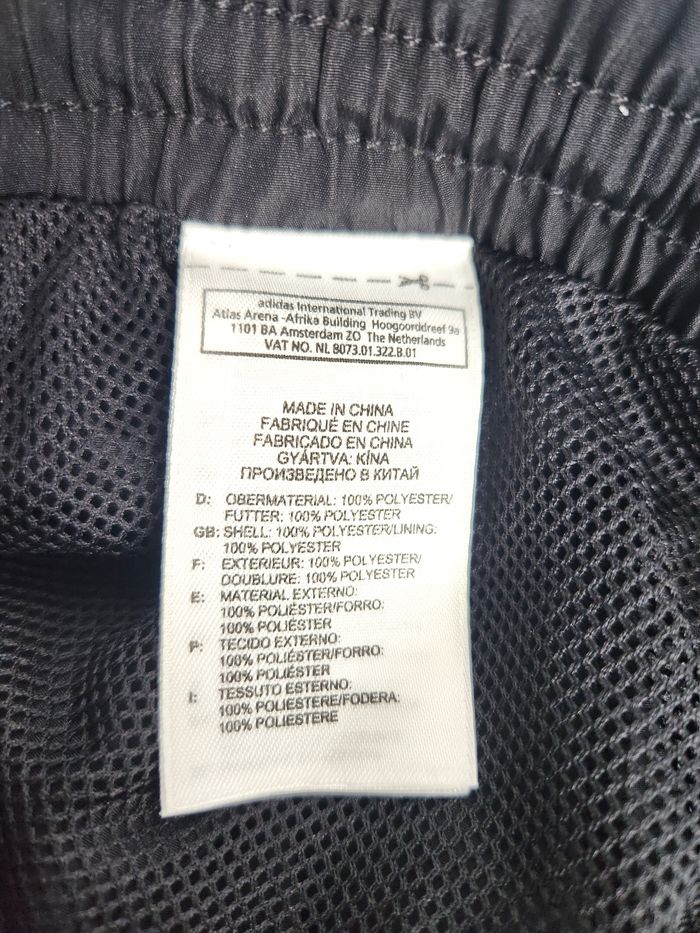 adidas International Trading BV
Atlas Arena -Afrika Building Hoogoorddreef 9a
1101 BA Amsterdam ZO The Netherlands
VAT NO. NL 8073.01.322.B.01
MADE IN CHINA
FABRIQUÉ EN CHINE
FABRICADO EN CHINA
GYÁRTVA: KÍNA
ПРОИЗВЕДЕНО В КИТАЙ
D: OBERMATERIAL: 100% POLYESTER/
FUTTER: 100% POLYESTER
GB: SHELL: 100% POLYESTER/LINING:
100% POLYESTER
F: EXTERIEUR: 100% POLYESTER/
DOUBLURE: 100% POLYESTER
E: MATERIAL EXTERNO:
100% POLIÉSTER/FORRO:
100% POLIÉSTER
P: TECIDO EXTERNO:
100% POLIÉSTER/FORRO:
100% POLIÉSTER
I: TESSUTO ESTERNO:
100% POLIESTERE/FODERA:
100% POLIESTERE